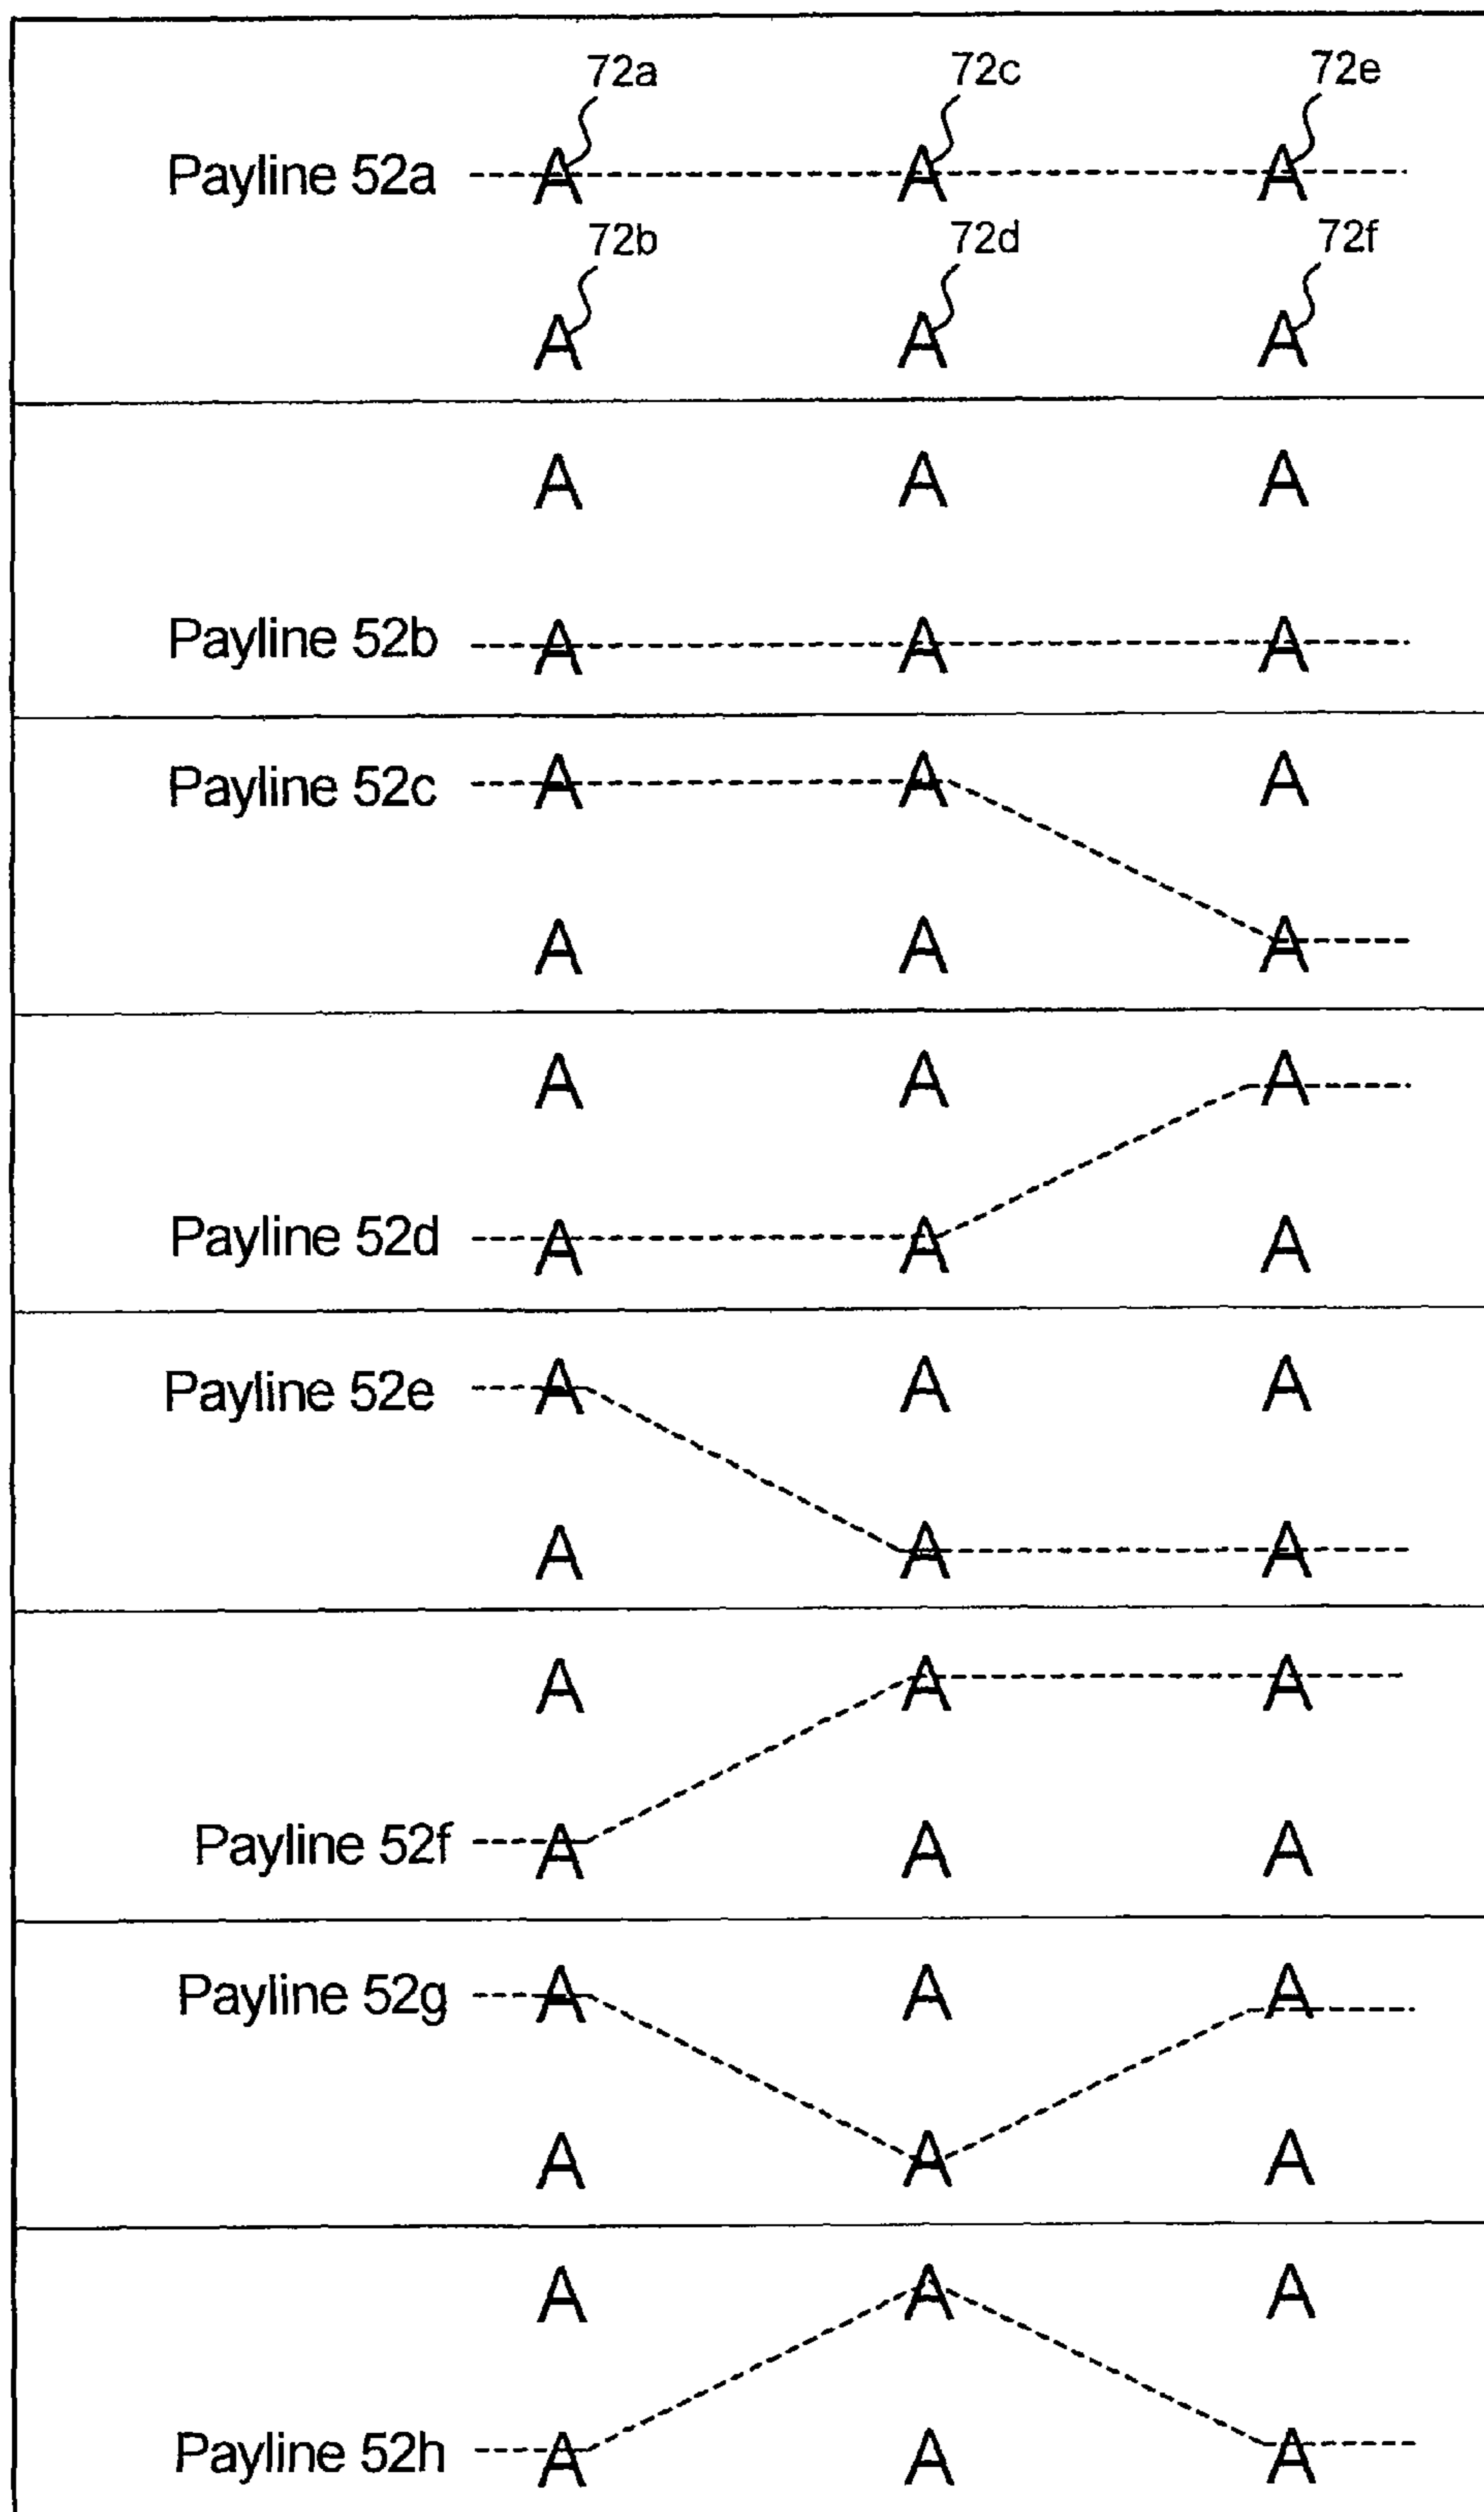 72a 72c 72e
Payline 52a A A A
72b 72d 72f
A A A
A A A
Payline 52b A A A
Payline 52c A A A
A A A
A A A
Payline 52d A A A
Payline 52e A A A
A A A
A A A
Payline 52f A A A
Payline 52g A A A
A A A
A A A
Payline 52h A A A